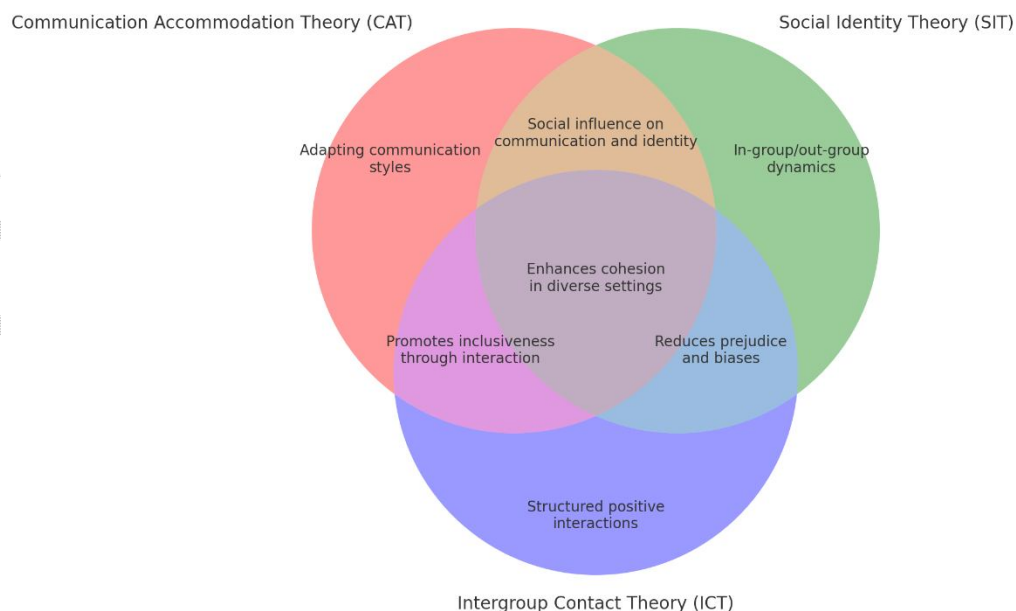 Communication Accommodation Theory (CAT)
Social Identity Theory (SIT)
Social influence on
communication and identity
Adapting communication
styles
In-group/out-group
dynamics
Enhances cohesion
in diverse settings
Promotes inclusiveness
through interaction
Reduces prejudice
and biases
Structured positive
interactions
Intergroup Contact Theory (ICT)